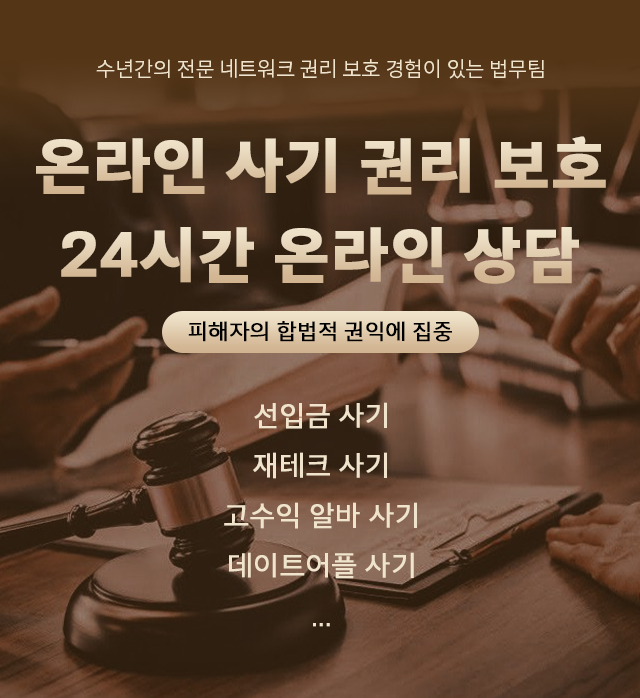 수년간의 전문 네트워크 권리 보호 경험이 있는 법무팀
온라인 사기 권리 보호
24시간 온라인 상담
피해자의 합법적 권익에 집중
선입금 사기
재테크 사기
고수익 알바 사기
데이트어플 사기
...